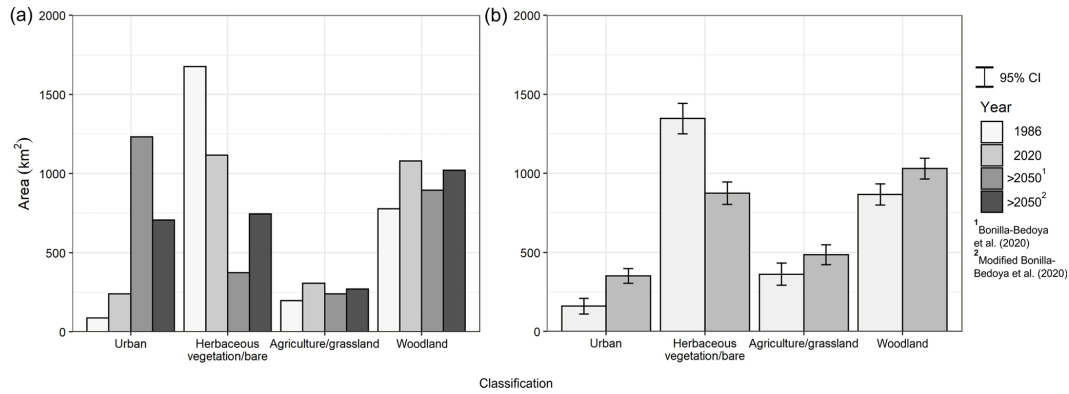 (a)
(b)
Area (km²)
2000
1500
1000
500
0
Urban
Herbaceous
vegetation/bare
Agriculture/grassland
Woodland
2000
1500
1000
500
0
Urban
Herbaceous
vegetation/bare
Agriculture/grassland
Woodland
Classification
95% CI
Year
1986
2020
>2050¹
>2050²
¹Bonilla-Bedoya
et al. (2020)
²Modified Bonilla-
Bedoya et al. (2020)